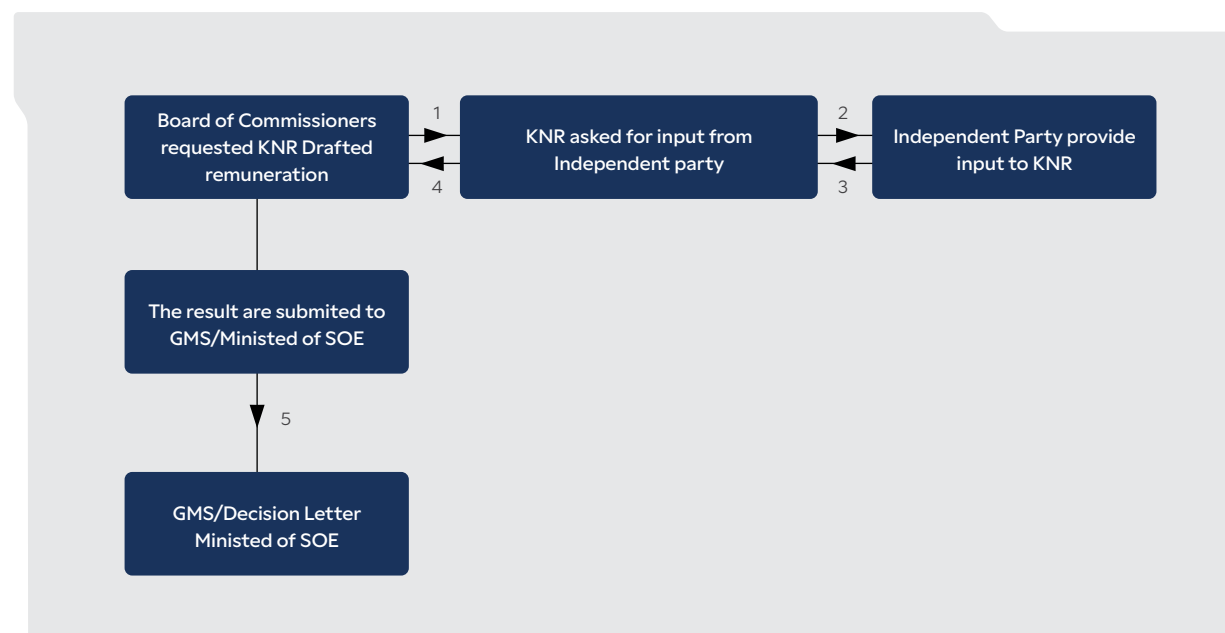 Board of Commissioners
requested KNR Drafted
remuneration
1
4
KNR asked for input from
Independent party
2
3
Independent Party provide
input to KNR
The result are submited to
GMS/Ministed of SOE
5
GMS/Decision Letter
Ministed of SOE